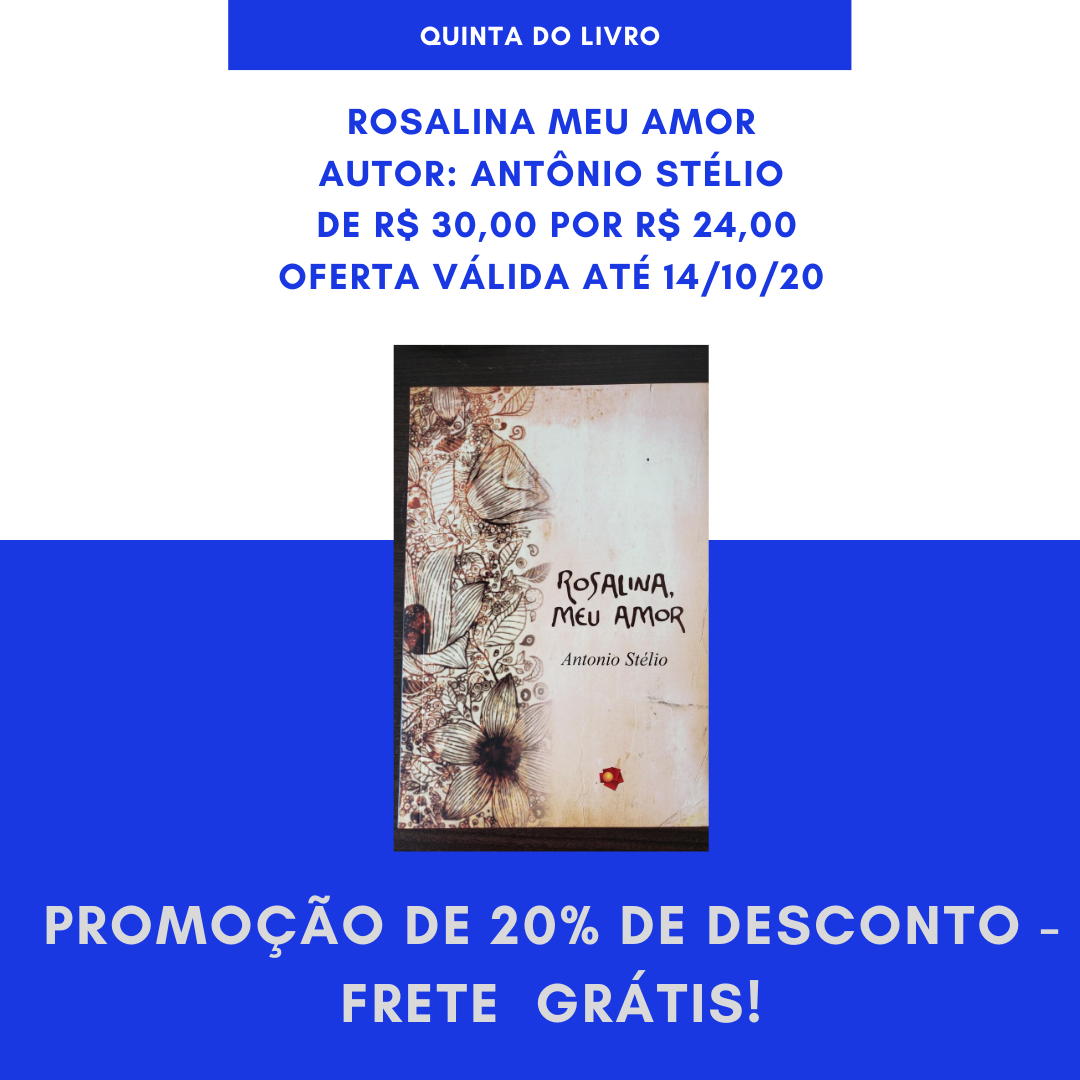 QUINTA DO LIVRO
ROSALINA MEU AMOR
AUTOR: ANTÔNIO STÉLIO
DE R$ 30,00 POR R$ 24,00
OFERTA VÁLIDA ATÉ 14/10/20
ROSALINA,
MEU AMOR
Antonio Stélio
PROMOÇÃO DE 20% DE DESCONTO -
FRETE GRÁTIS!